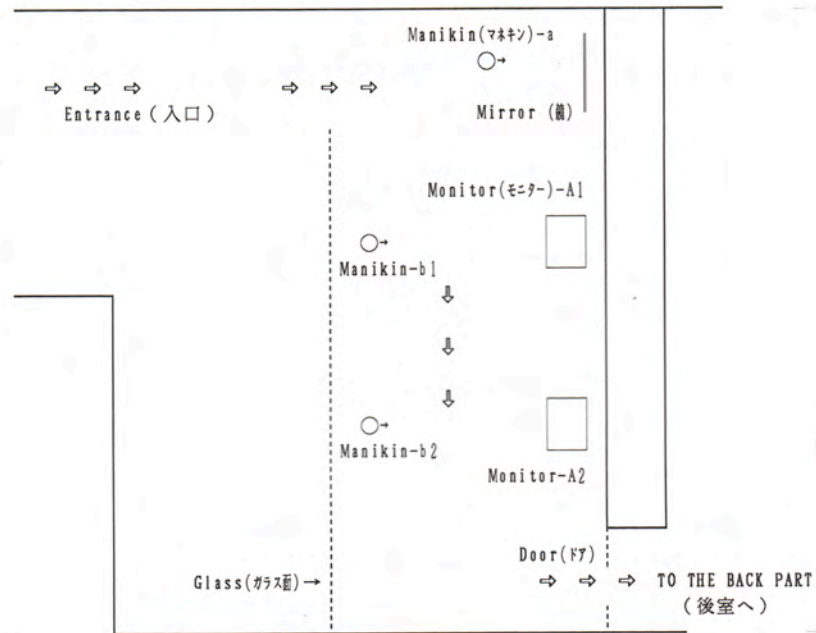 Manikin(マネキン)-a
Entrance(入口)
Mirror (鏡)
Monitor(モニター)-A1
Manikin-b1
Manikin-b2
Monitor-A2
Door(ドア)
Glass(ガラス面)→
TO THE BACK PART
(後室へ)